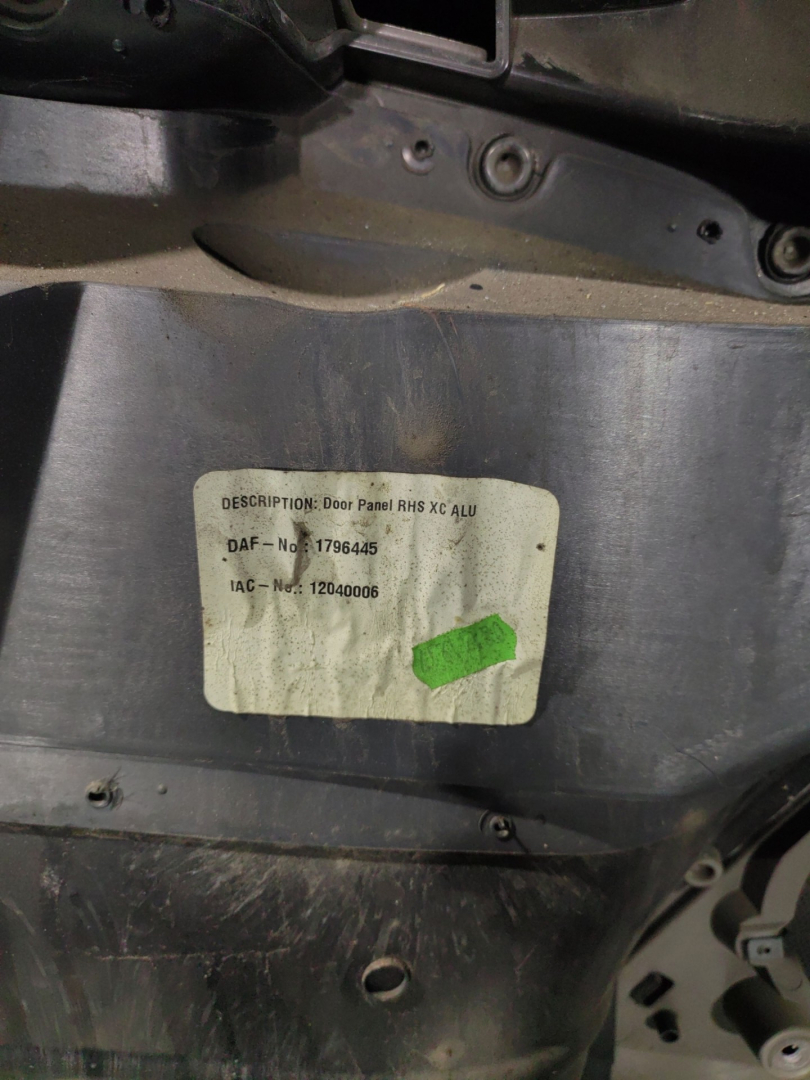 DESCRIPTION: Door Panel RHS XC ALU
DAF-No.: 1796445
IAC-No.: 12040006